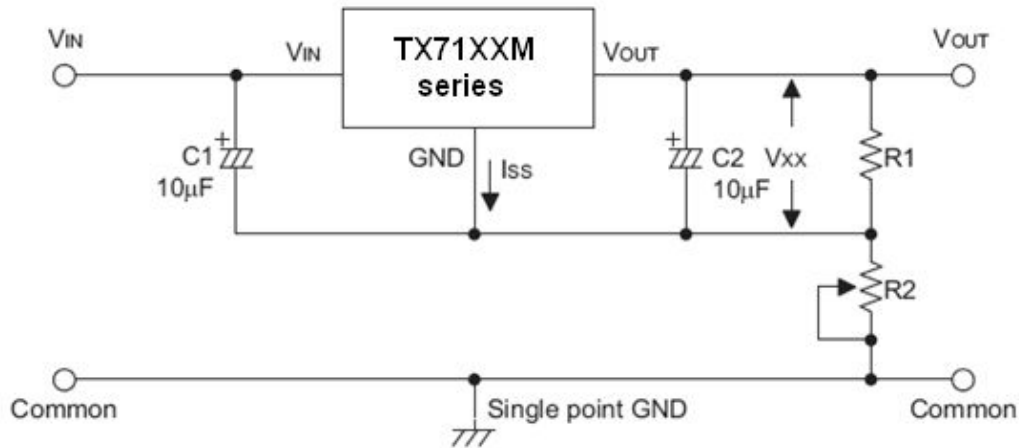 VIN
VIN
TX71XXM
series
VOUT
VOUT
+
C1
10μF
GND
ISS
+
C2
10μF
VXX
R1
R2
Common
Single point GND
Common